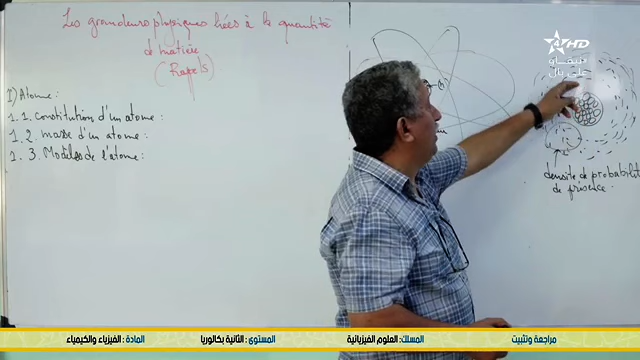 Les grandeurs physiques liées à la quantité
de matière
(Rappels)
I) Atome :
1.1. Constitution d'un atome :
1.2. masse d'un atome :
1.3. Modèles de l'atome :
densité de probabilité
de présence.
HD
مراجعة وتثبيت
المسلك: العلوم الفيزيائية
المستوى: الثانية بكالوريا
المادة: الفيزياء والكيمياء